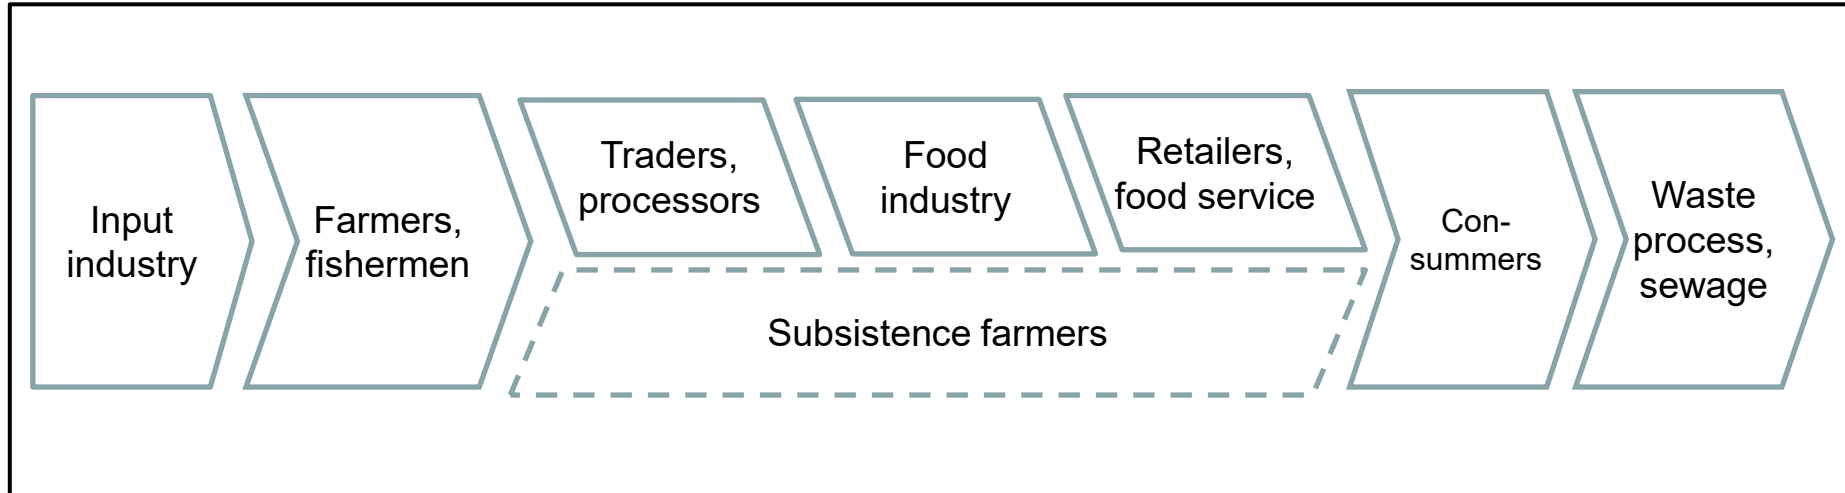 Input
industry
Farmers,
fishermen
Traders,
processors
Food
industry
Retailers,
food service
Subsistence farmers
Con-
summers
Waste
process,
sewage